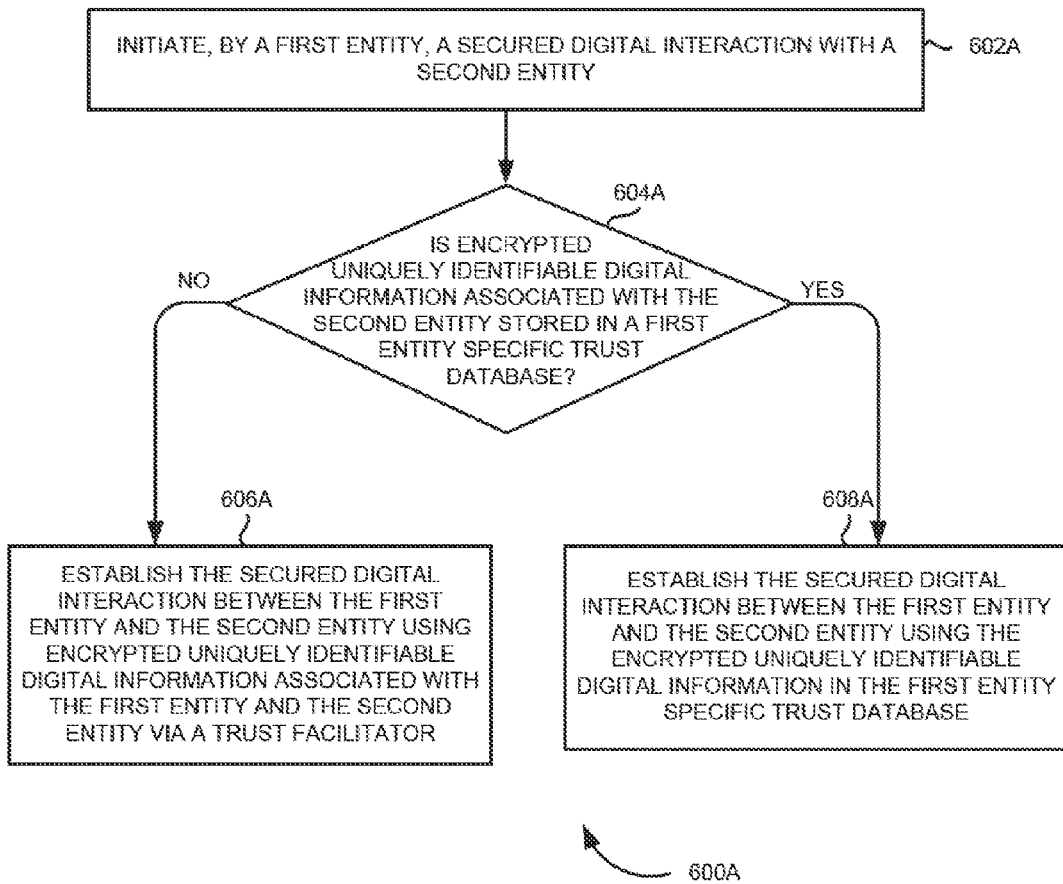 INITIATE, BY A FIRST ENTITY, A SECURED DIGITAL INTERACTION WITH A
SECOND ENTITY
602A
604A
IS ENCRYPTED
UNIQUELY IDENTIFIABLE DIGITAL
INFORMATION ASSOCIATED WITH THE
SECOND ENTITY STORED IN A FIRST
ENTITY SPECIFIC TRUST
DATABASE?
NO
YES
606A
ESTABLISH THE SECURED DIGITAL
INTERACTION BETWEEN THE FIRST
ENTITY AND THE SECOND ENTITY USING
ENCRYPTED UNIQUELY IDENTIFIABLE
DIGITAL INFORMATION ASSOCIATED WITH
THE FIRST ENTITY AND THE SECOND
ENTITY VIA A TRUST FACILITATOR
608A
ESTABLISH THE SECURED DIGITAL
INTERACTION BETWEEN THE FIRST ENTITY
AND THE SECOND ENTITY USING THE
ENCRYPTED UNIQUELY IDENTIFIABLE
DIGITAL INFORMATION IN THE FIRST ENTITY
SPECIFIC TRUST DATABASE
600A